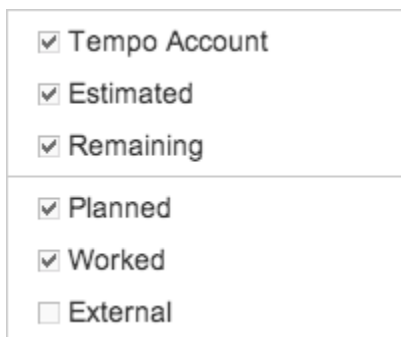 Tempo Account
Estimated
Remaining
Planned
Worked
External